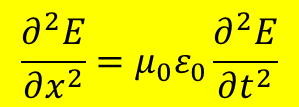 ∂²E/∂x² = μ₀ε₀ ∂²E/∂t²